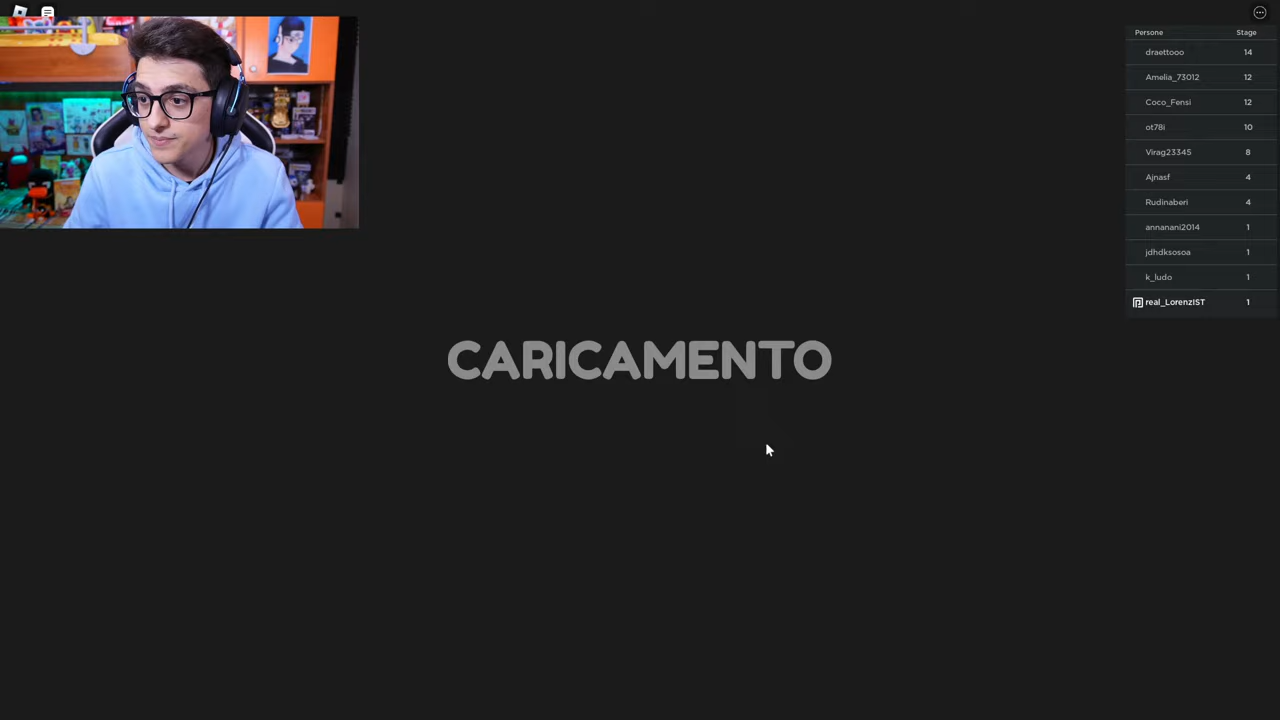 Persone Stage
draettooo 14
Amelia_73012 12
Coco_Fensi 12
ot78i 10
Virag23345 8
Ajnasf 4
Rudinaberi 4
annanani2014 1
jdhdksosoa 1
k_ludo 1
real_LorenzIST 1
CARICAMENTO